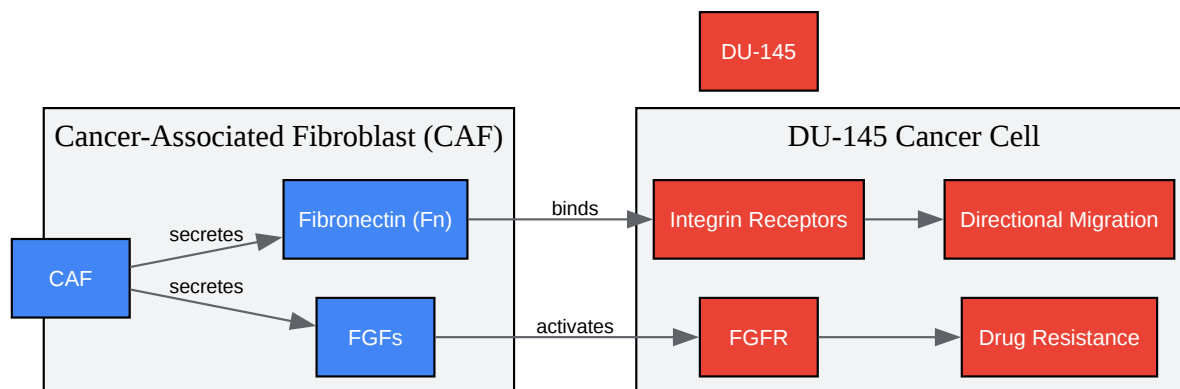 DU-145
Cancer-Associated Fibroblast (CAF)
DU-145 Cancer Cell
Fibronectin (Fn)
binds
Integrin Receptors
Directional Migration
secretes
CAF
secretes
FGFs
activates
FGFR
Drug Resistance